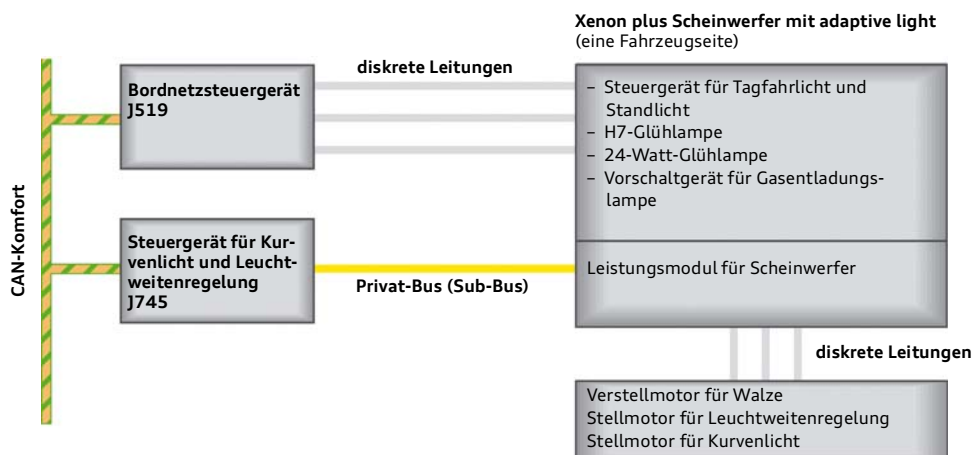 Xenon plus Scheinwerfer mit adaptive light
(eine Fahrzeugseite)
CAN-Komfort
Bordnetzsteuergerät
J519
diskrete Leitungen
– Steuergerät für Tagfahrlicht und
Standlicht
– H7-Glühlampe
– 24-Watt-Glühlampe
– Vorschaltgerät für Gasentladungs-
lampe
Steuergerät für Kur-
venlicht und Leucht-
weitenregelung
J745
Privat-Bus (Sub-Bus)
Leistungsmodul für Scheinwerfer
diskrete Leitungen
Verstellmotor für Walze
Stellmotor für Leuchtweitenregelung
Stellmotor für Kurvenlicht